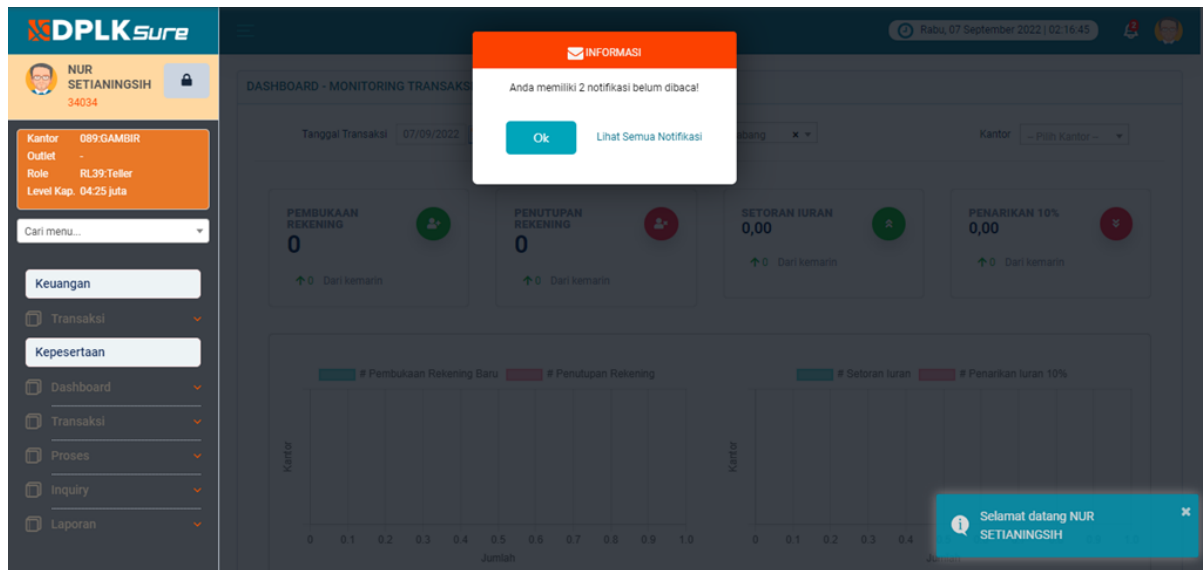 DPLKSure
NUR
SETIANINGSIH
34034
Kantor 089:GAMBIR
Outlet -
Role RL39:Teller
Level Kap. 04:25 juta
Cari menu...
Keuangan
Transaksi
Kepesertaan
Dashboard
Transaksi
Proses
Inquiry
Laporan
Rabu, 07 September 2022 | 02:16:45
INFORMASI
Anda memiliki 2 notifikasi belum dibaca!
Ok Lihat Semua Notifikasi
DASHBOARD - MONITORING TRANSAKS
Tanggal Transaksi 07/09/2022 abang × Kantor -- Pilih Kantor --
PEMBUKAAN
REKENING
0
0 Dari kemarin
PENUTUPAN
REKENING
0
0 Dari kemarin
SETORAN IURAN
0,00
0 Dari kemarin
PENARIKAN 10%
0,00
0 Dari kemarin
# Pembukaan Rekening Baru # Penutupan Rekening
Kantor
0 0.1 0.2 0.3 0.4 0.5 0.6 0.7 0.8 0.9 1.0
Jumlah
# Setoran Iuran # Penarikan Iuran 10%
Kantor
0 0.1 0.2 0.3 0.4
Selamat datang NUR
SETIANINGSIH
×